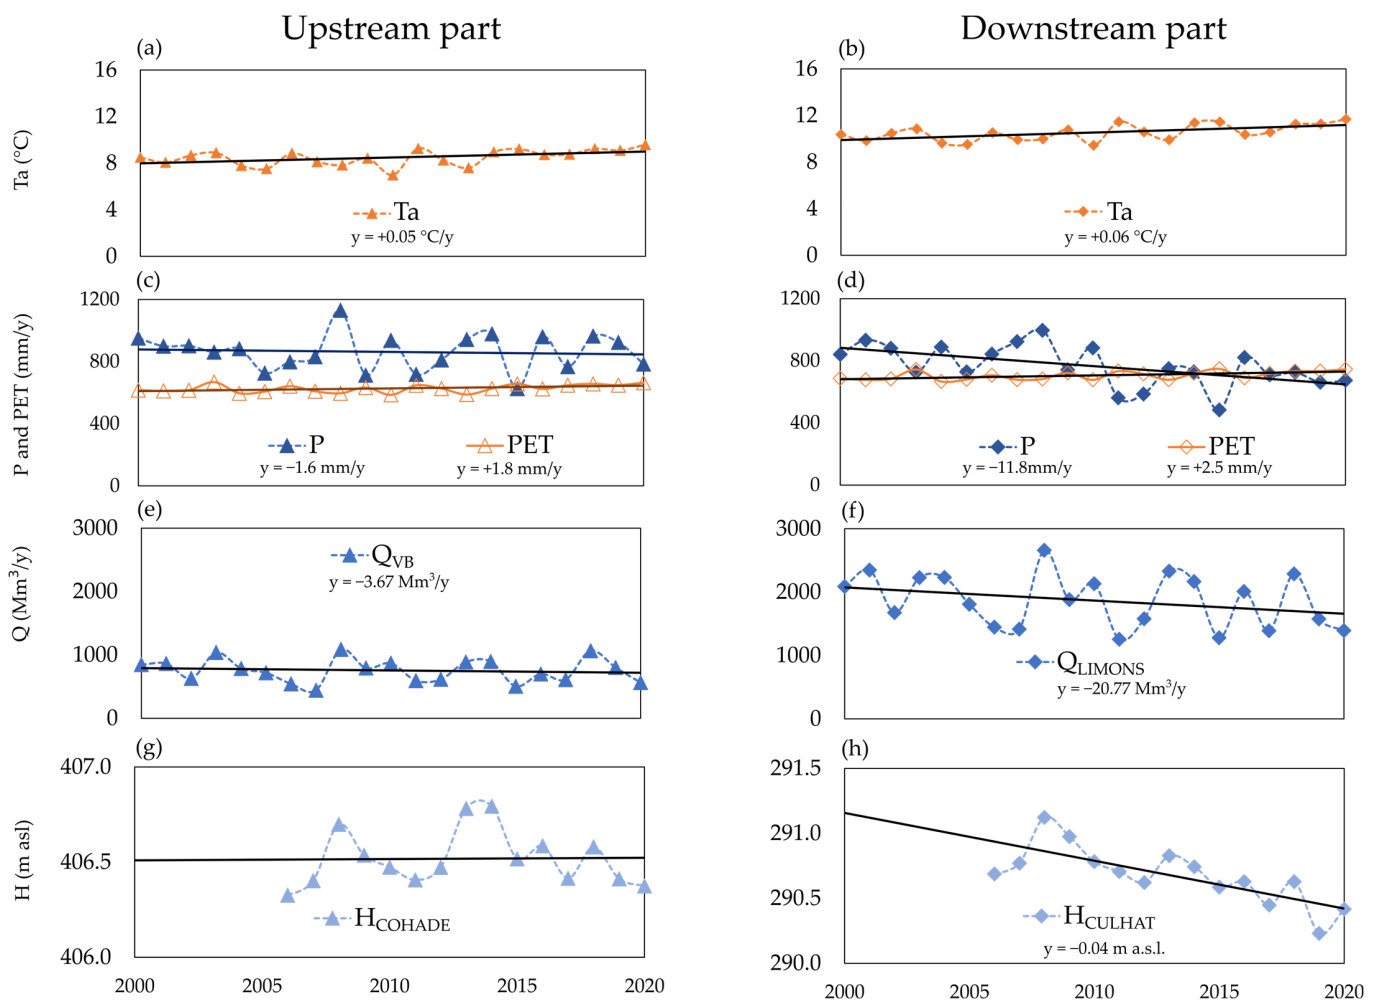 Upstream part
Downstream part
(a)
(b)
Ta (°C)
16
12
8
4
0
Ta
y = +0.05 °C/y
16
12
8
4
0
Ta
y = +0.06 °C/y
(c)
(d)
P and PET (mm/y)
1200
800
400
0
P
PET
y = −1.6 mm/y
y = +1.8 mm/y
1200
800
400
0
P
PET
y = −11.8mm/y
y = +2.5 mm/y
(e)
(f)
Q (Mm³/y)
3000
2000
1000
0
Q_VB
y = −3.67 Mm³/y
3000
2000
1000
0
Q_LIMONS
y = −20.77 Mm³/y
(g)
(h)
H (m asl)
407.0
406.5
406.0
H_COHADE
291.5
291.0
290.5
290.0
H_CULHAT
y = −0.04 m a.s.l.
2000 2005 2010 2015 2020
2000 2005 2010 2015 2020